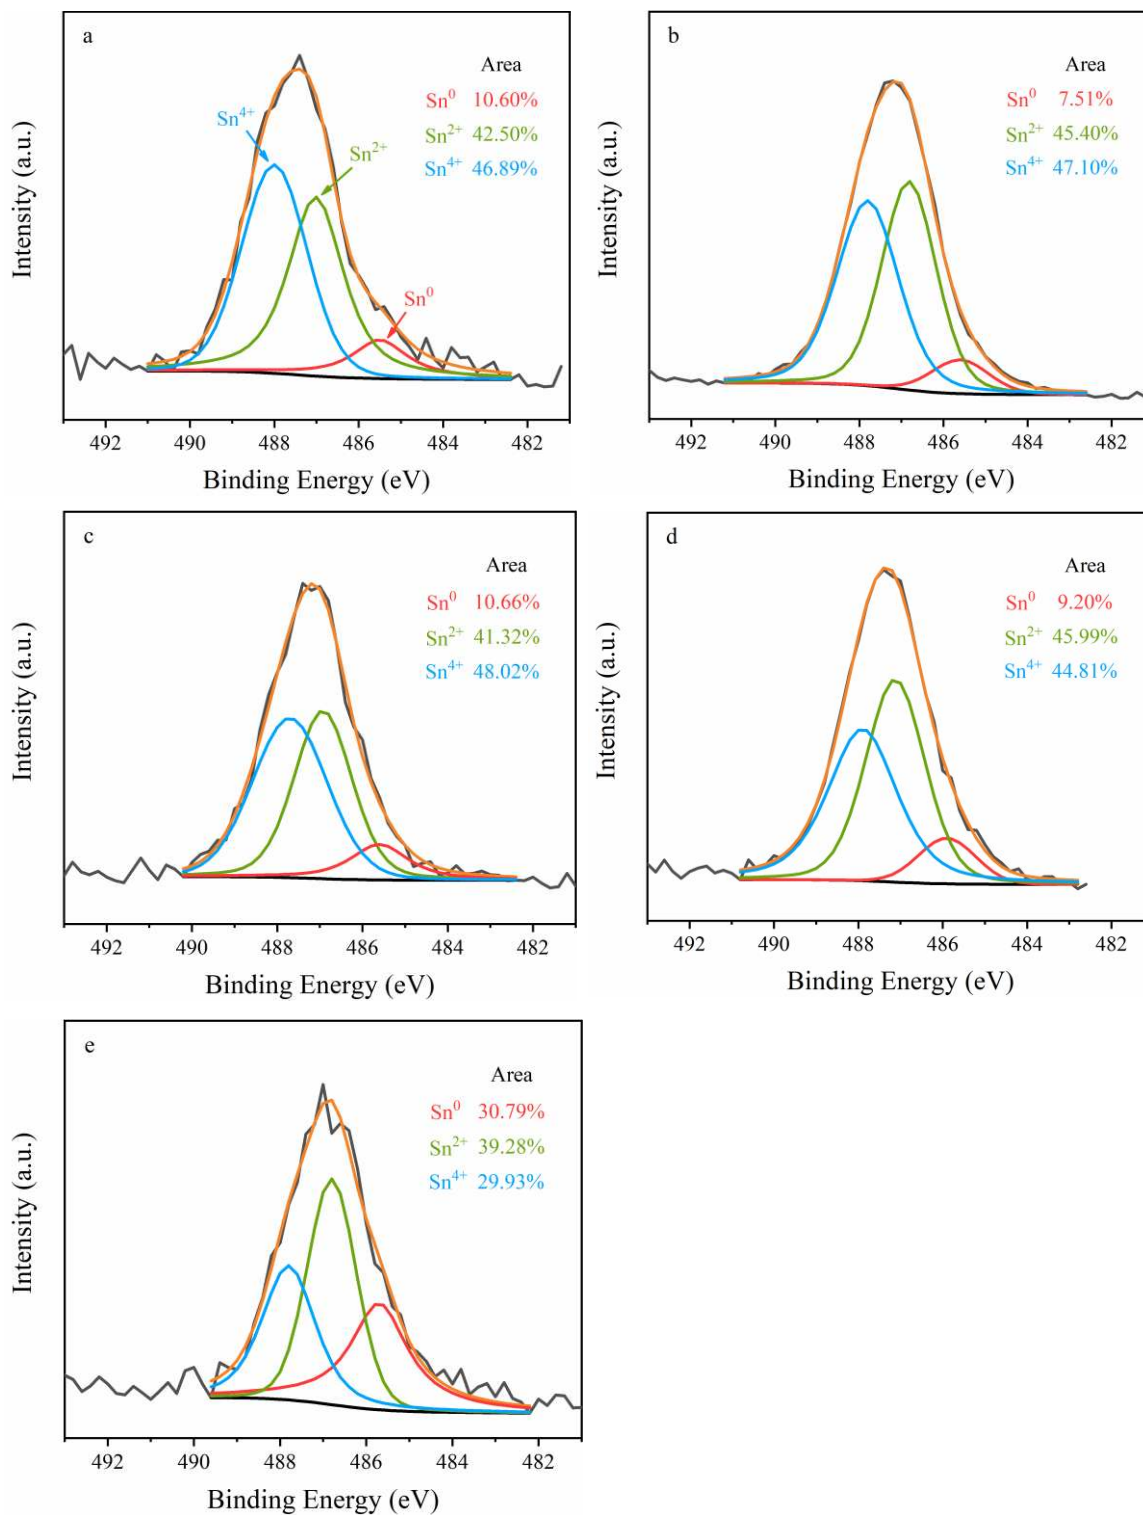 a
Area
Sn⁰ 10.60%
Sn²⁺ 42.50%
Sn⁴⁺ 46.89%
Sn⁴⁺
Sn²⁺
Sn⁰
Intensity (a.u.)
492 490 488 486 484 482
Binding Energy (eV)
b
Area
Sn⁰ 7.51%
Sn²⁺ 45.40%
Sn⁴⁺ 47.10%
Intensity (a.u.)
492 490 488 486 484 482
Binding Energy (eV)
c
Area
Sn⁰ 10.66%
Sn²⁺ 41.32%
Sn⁴⁺ 48.02%
Intensity (a.u.)
492 490 488 486 484 482
Binding Energy (eV)
d
Area
Sn⁰ 9.20%
Sn²⁺ 45.99%
Sn⁴⁺ 44.81%
Intensity (a.u.)
492 490 488 486 484 482
Binding Energy (eV)
e
Area
Sn⁰ 30.79%
Sn²⁺ 39.28%
Sn⁴⁺ 29.93%
Intensity (a.u.)
492 490 488 486 484 482
Binding Energy (eV)